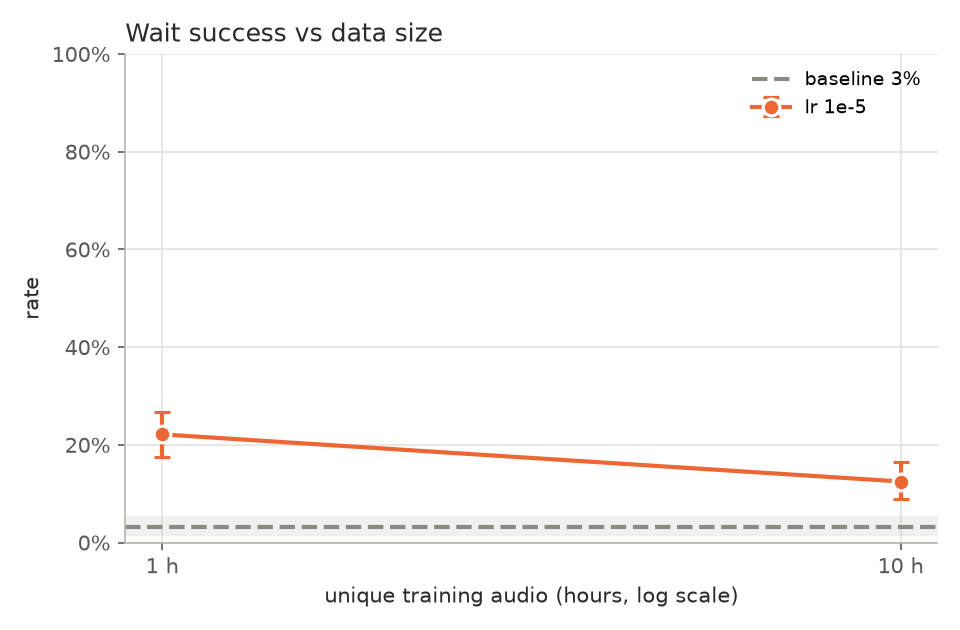 Wait success vs data size
100%
80%
60%
40%
20%
0%
rate
baseline 3%
lr 1e-5
1 h
10 h
unique training audio (hours, log scale)